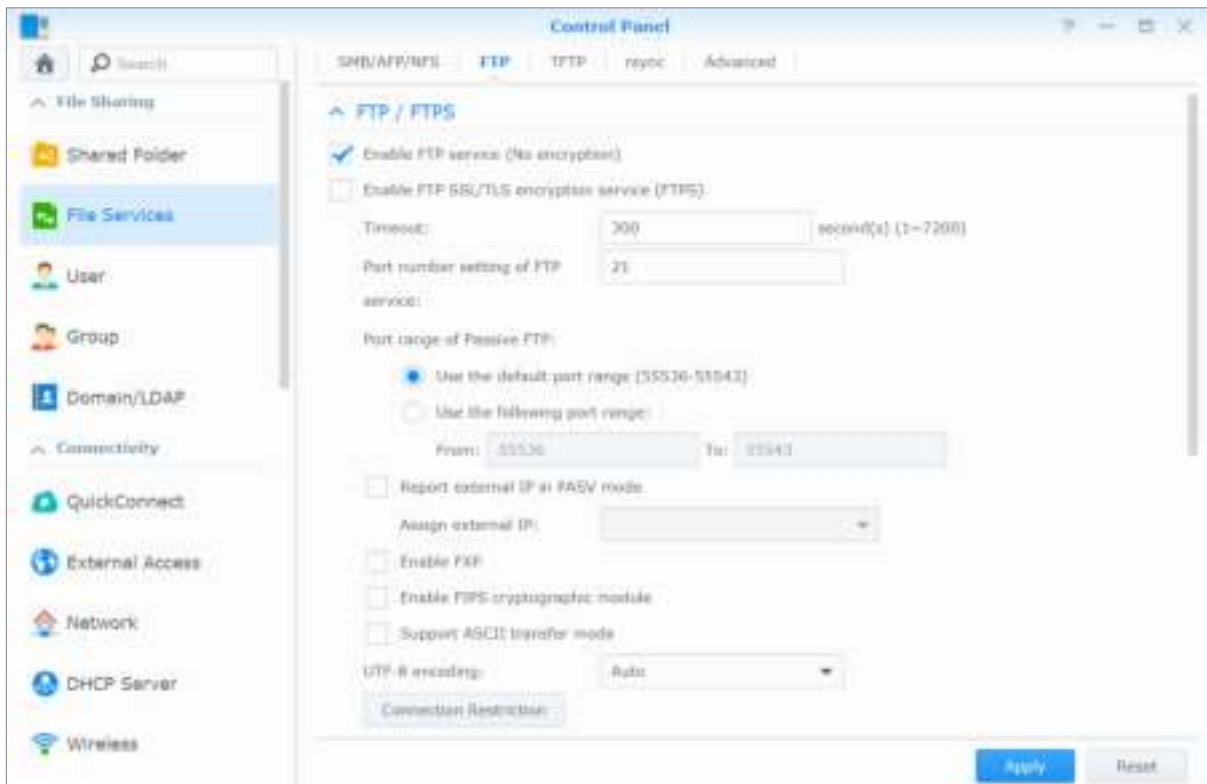 Control Panel
Search
SMB/AFP/NFS FTP TFTP rsync Advanced
File Sharing
Shared Folder
File Services
User
Group
Domain/LDAP
Connectivity
QuickConnect
External Access
Network
DHCP Server
Wireless
FTP / FTPS
Enable FTP service (No encryption)
Enable FTP SSL/TLS encryption service (FTPS)
Timeout: 300 second(s) (1~7200)
Port number setting of FTP 21
service:
Port range of Passive FTP:
Use the default port range (55536-55543)
Use the following port range:
From: 55536 To: 55543
Report external IP in PASV mode
Assign external IP:
Enable FXP
Enable FIPS cryptographic module
Support ASCII transfer mode
UTF-8 encoding: Auto
Connection Restriction
Apply Reset